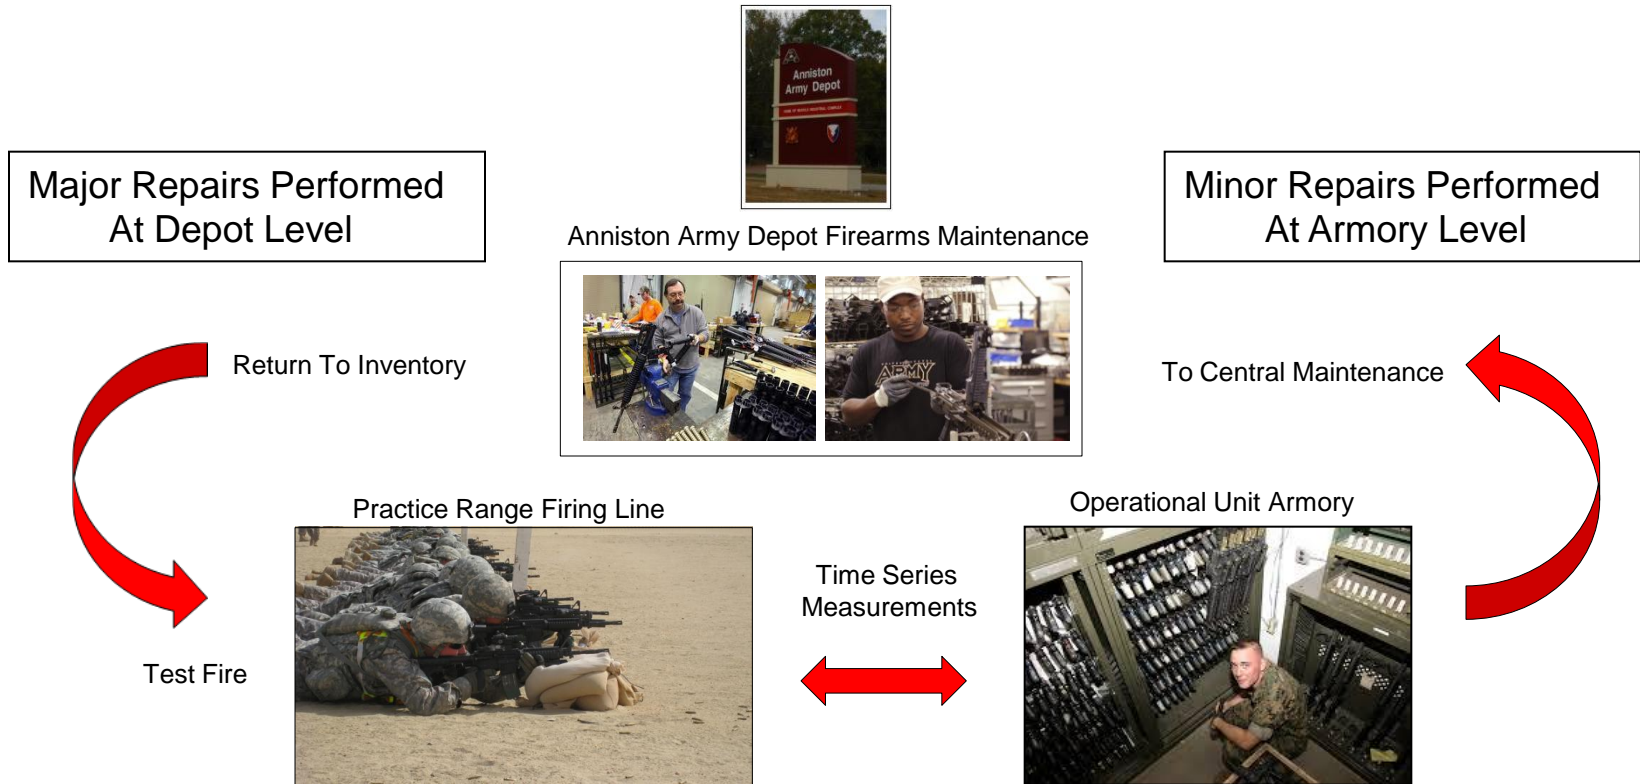 Anniston
Army Depot
Major Repairs Performed
At Depot Level
Minor Repairs Performed
At Armory Level
Anniston Army Depot Firearms Maintenance
ARMY
Return To Inventory
To Central Maintenance
Practice Range Firing Line
Operational Unit Armory
Time Series
Measurements
Test Fire